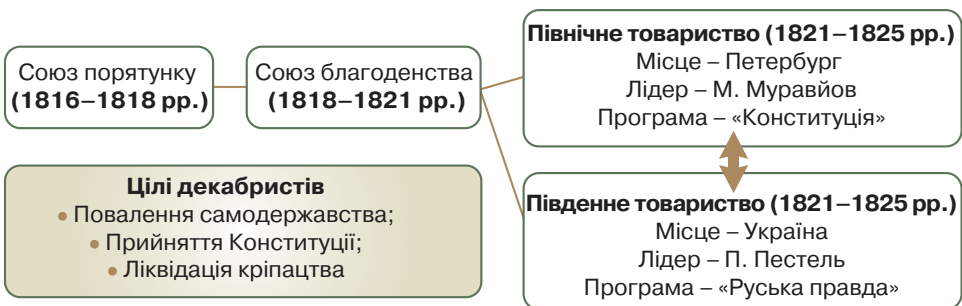 Союз порятунку
(1816–1818 рр.)
Союз благоденства
(1818–1821 рр.)
Північне товариство (1821–1825 рр.)
Місце – Петербург
Лідер – М. Муравйов
Програма – «Конституція»
Цілі декабристів
• Повалення самодержавства;
• Прийняття Конституції;
• Ліквідація кріпацтва
Південне товариство (1821–1825 рр.)
Місце – Україна
Лідер – П. Пестель
Програма – «Руська правда»